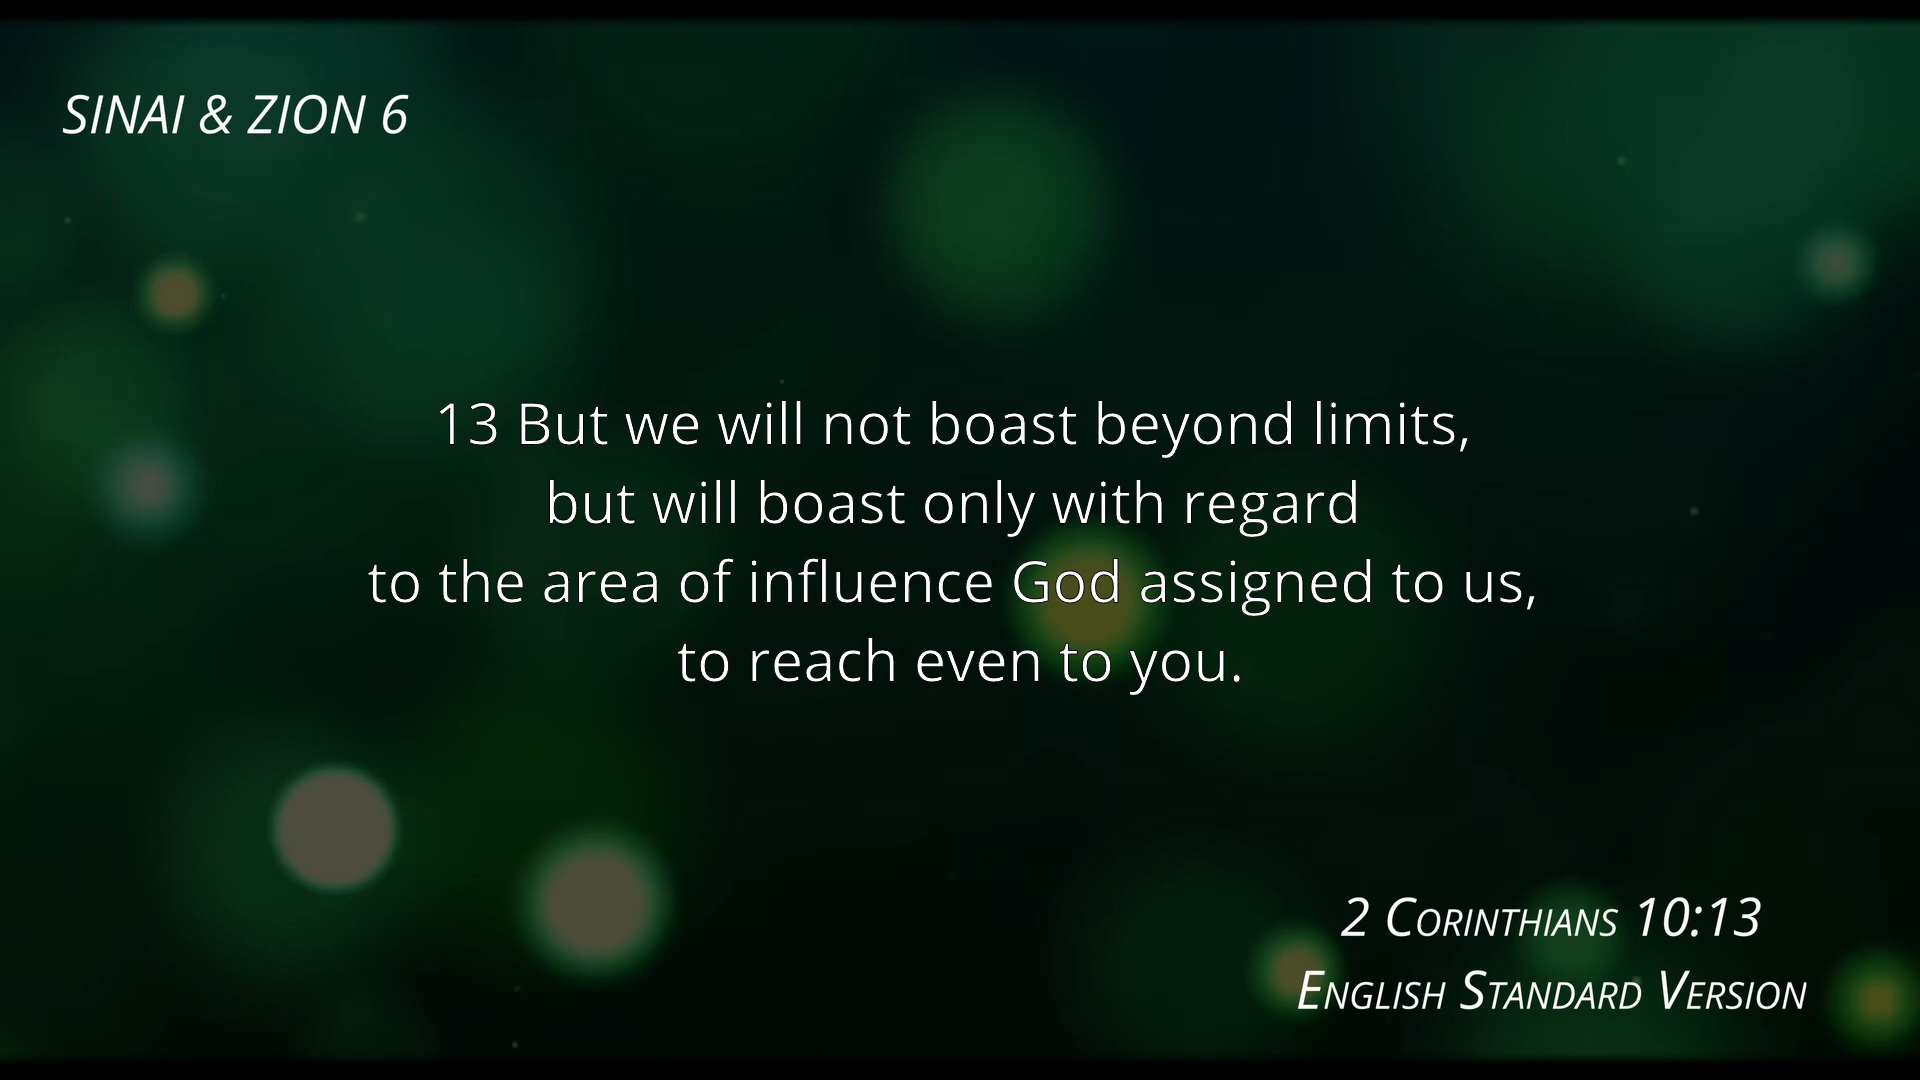 SINAI & ZION 6
13 But we will not boast beyond limits,
but will boast only with regard
to the area of influence God assigned to us,
to reach even to you.
2 Corinthians 10:13
English Standard Version